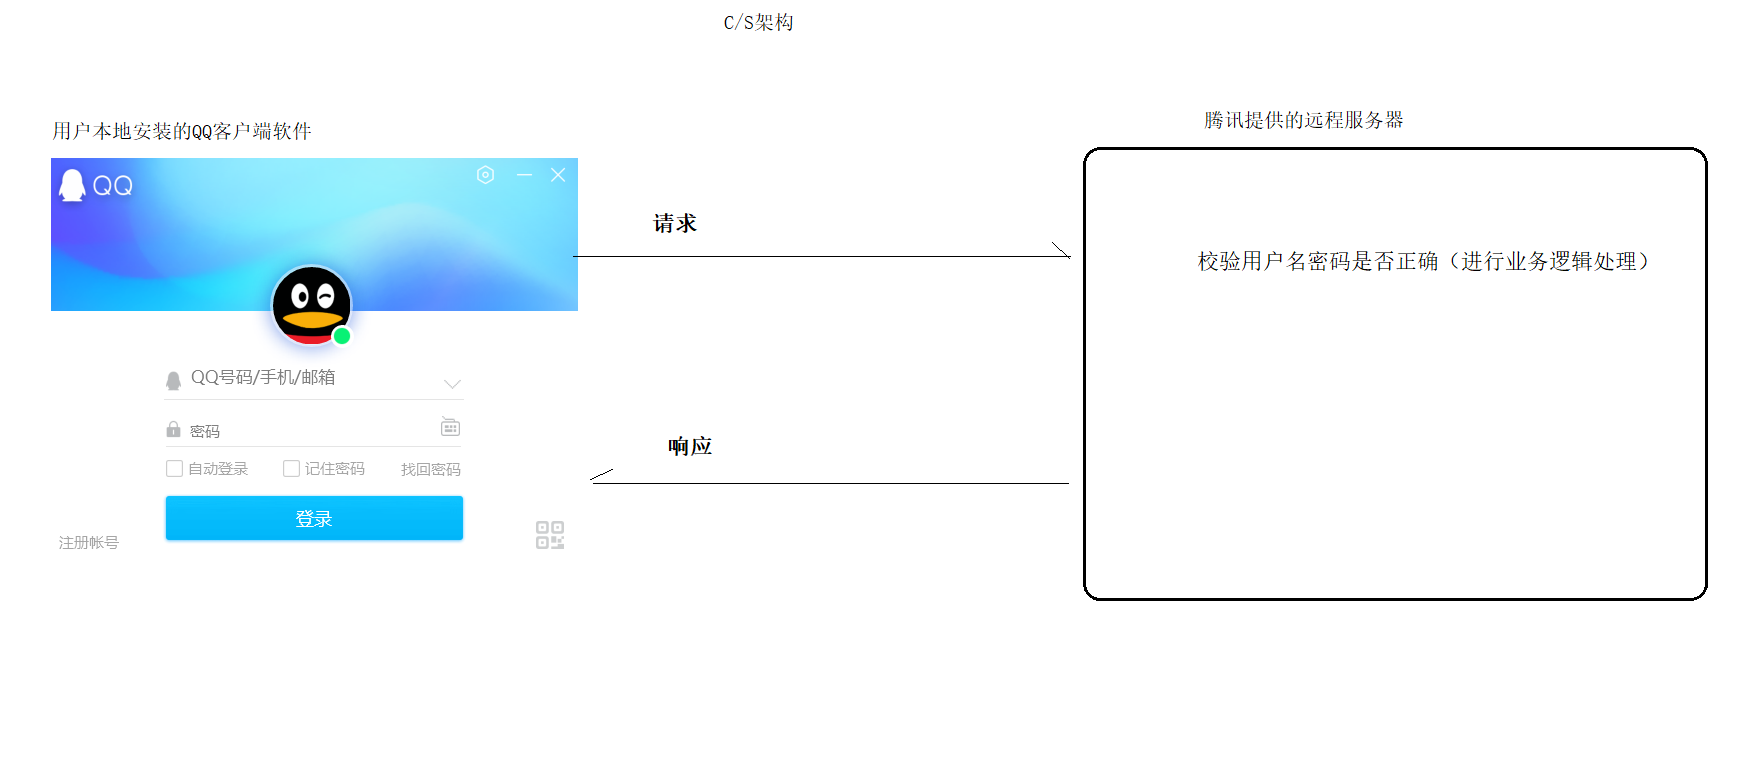 C/S架构
用户本地安装的QQ客户端软件
腾讯提供的远程服务器
QQ
请求
校验用户名密码是否正确（进行业务逻辑处理）
QQ号码/手机/邮箱
密码
响应
自动登录 记住密码 找回密码
登录
注册帐号